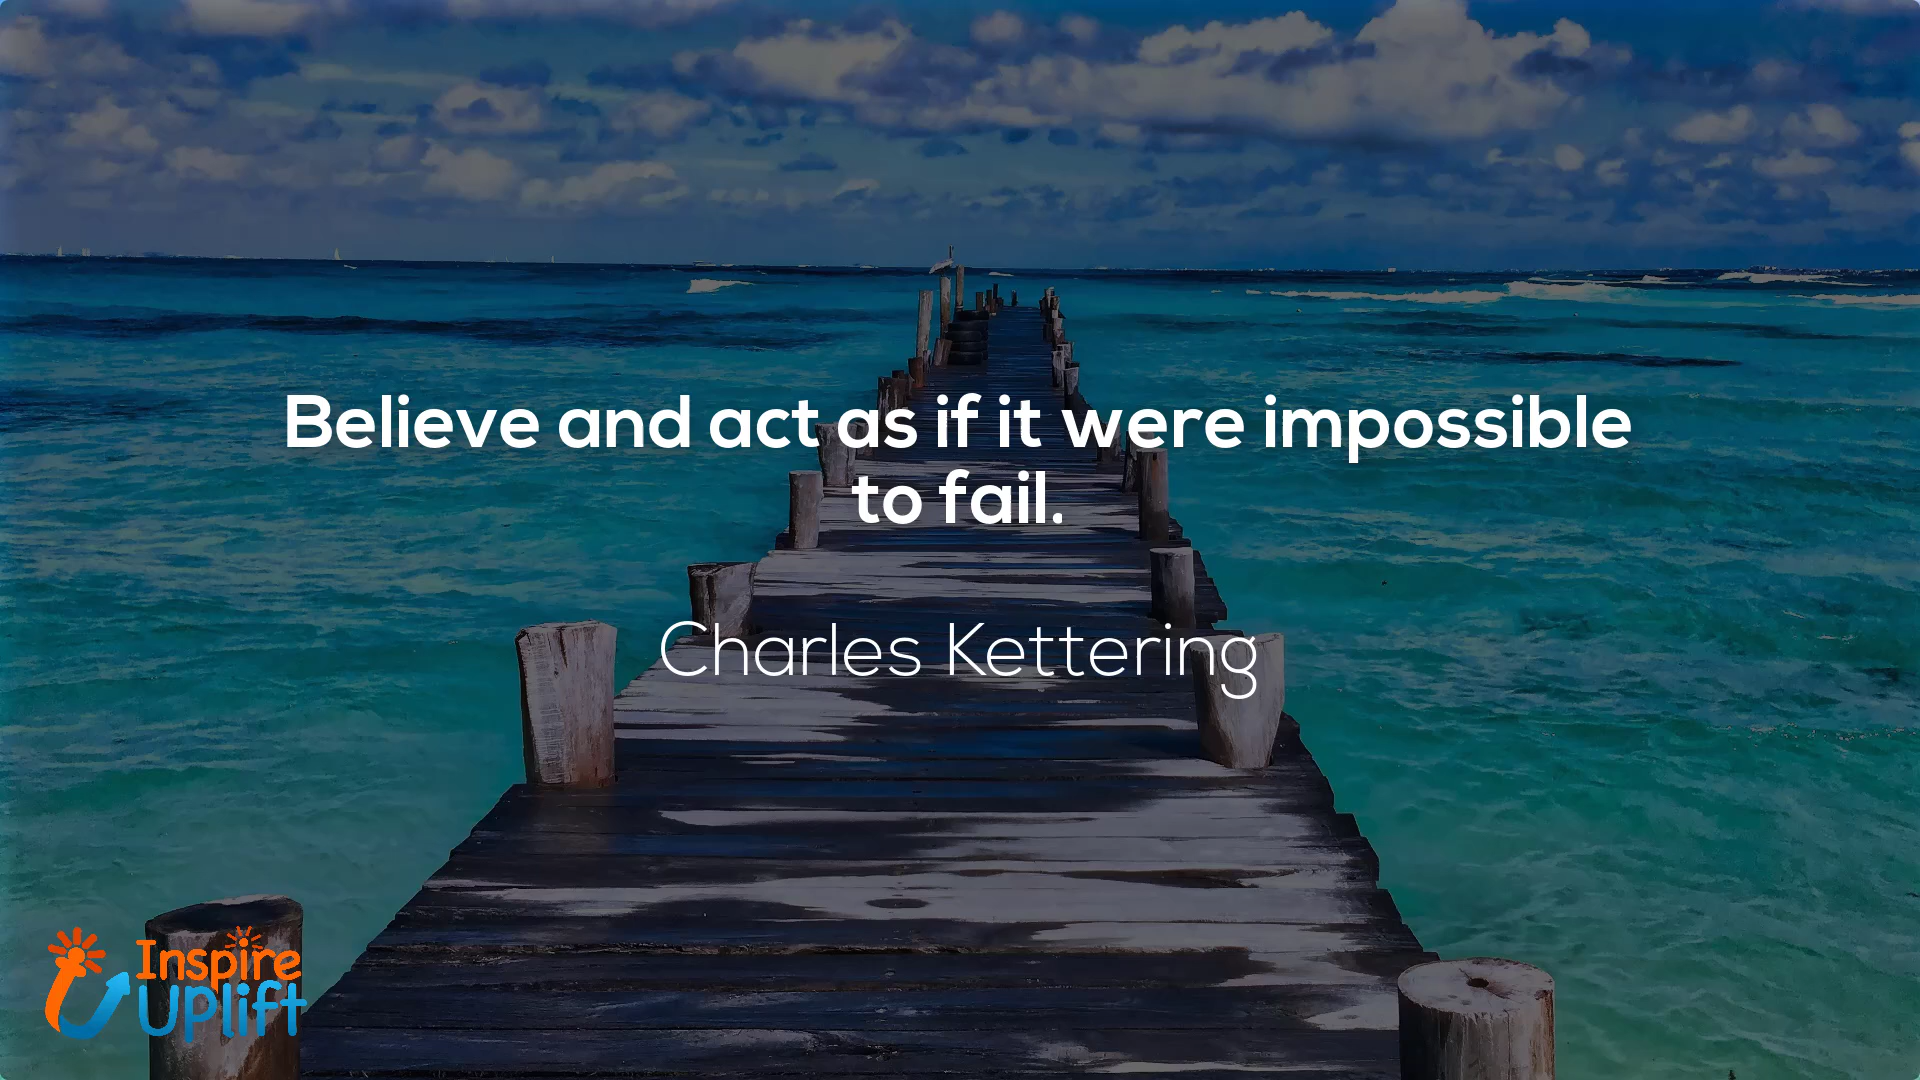 Believe and act as if it were impossible
to fail.
Charles Kettering
Inspire
Uplift